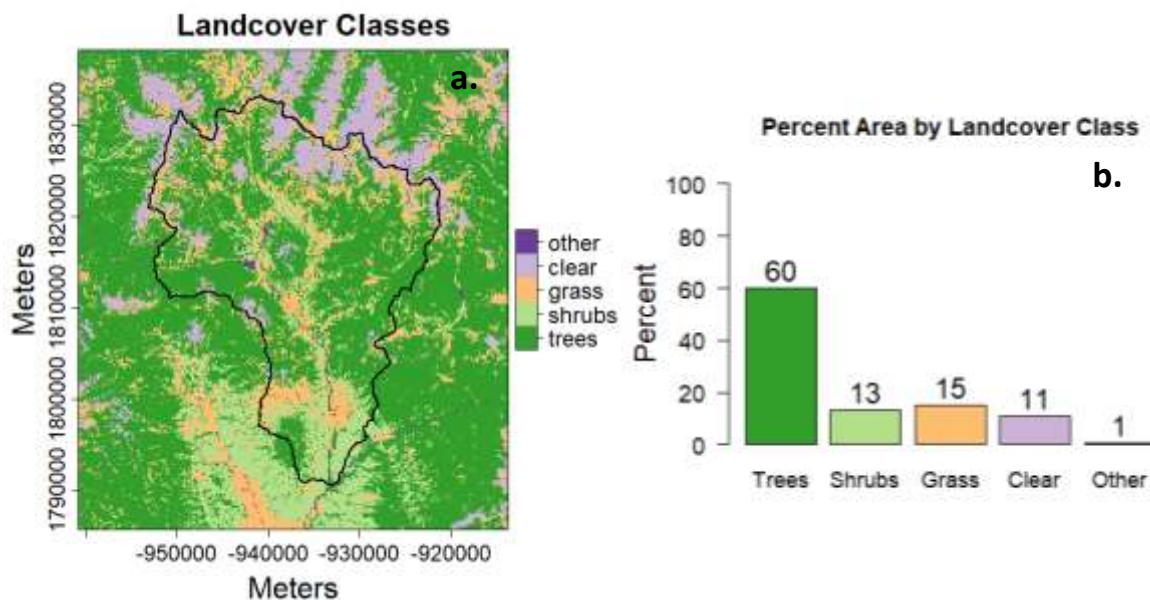 Landcover Classes
a.
Meters
1830000
1820000
1810000
1800000
1790000
-950000 -940000 -930000 -920000
Meters
other
clear
grass
shrubs
trees
Percent Area by Landcover Class
b.
Percent
100
80
60
40
20
0
60
13
15
11
1
Trees Shrubs Grass Clear Other